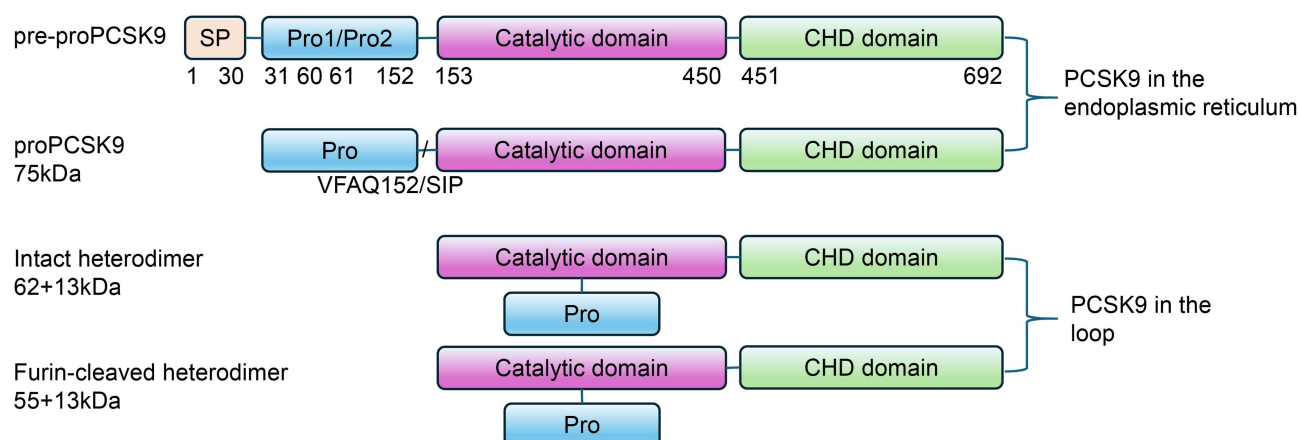 pre-proPCSK9 SP Pro1/Pro2 Catalytic domain CHD domain
1 30 31 60 61 152 153 450 451 692
PCSK9 in the
endoplasmic reticulum
proPCSK9 Pro / Catalytic domain CHD domain
75kDa
VFAQ152/SIP
Intact heterodimer Catalytic domain CHD domain
62+13kDa
Pro
PCSK9 in the
loop
Furin-cleaved heterodimer Catalytic domain CHD domain
55+13kDa
Pro